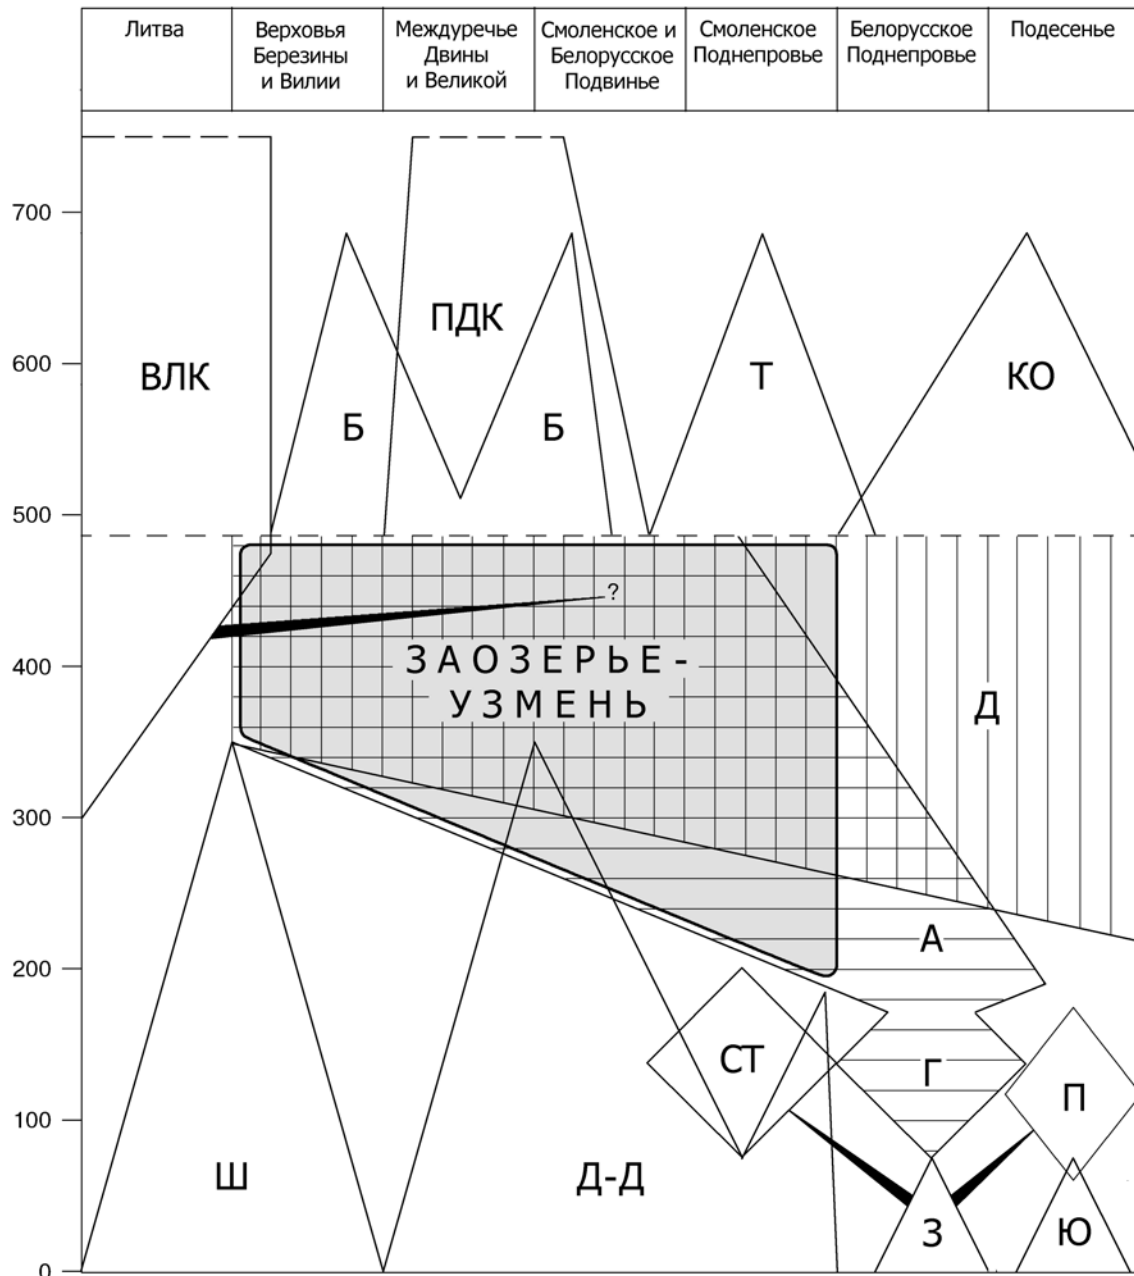 Литва
Верховья
Березины
и Вилии
Междуречье
Двины
и Великой
Смоленское и
Белорусское
Подвинье
Смоленское
Поднепровье
Белорусское
Поднепровье
Подесенье
700
ПДК
600
ВЛК
Т
КО
Б
Б
500
?
400
ЗАОЗЕРЬЕ-
УЗМЕНЬ
Д
300
А
200
СТ
Г
П
100
Ш
Д-Д
З
Ю
0